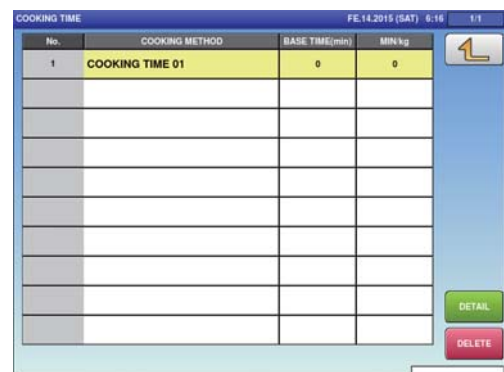 COOKING TIME FE.14.2015 (SAT) 6:16 1/1
No. COOKING METHOD BASE TIME(min) MIN/kg
1 COOKING TIME 01 0 0
DETAIL
DELETE